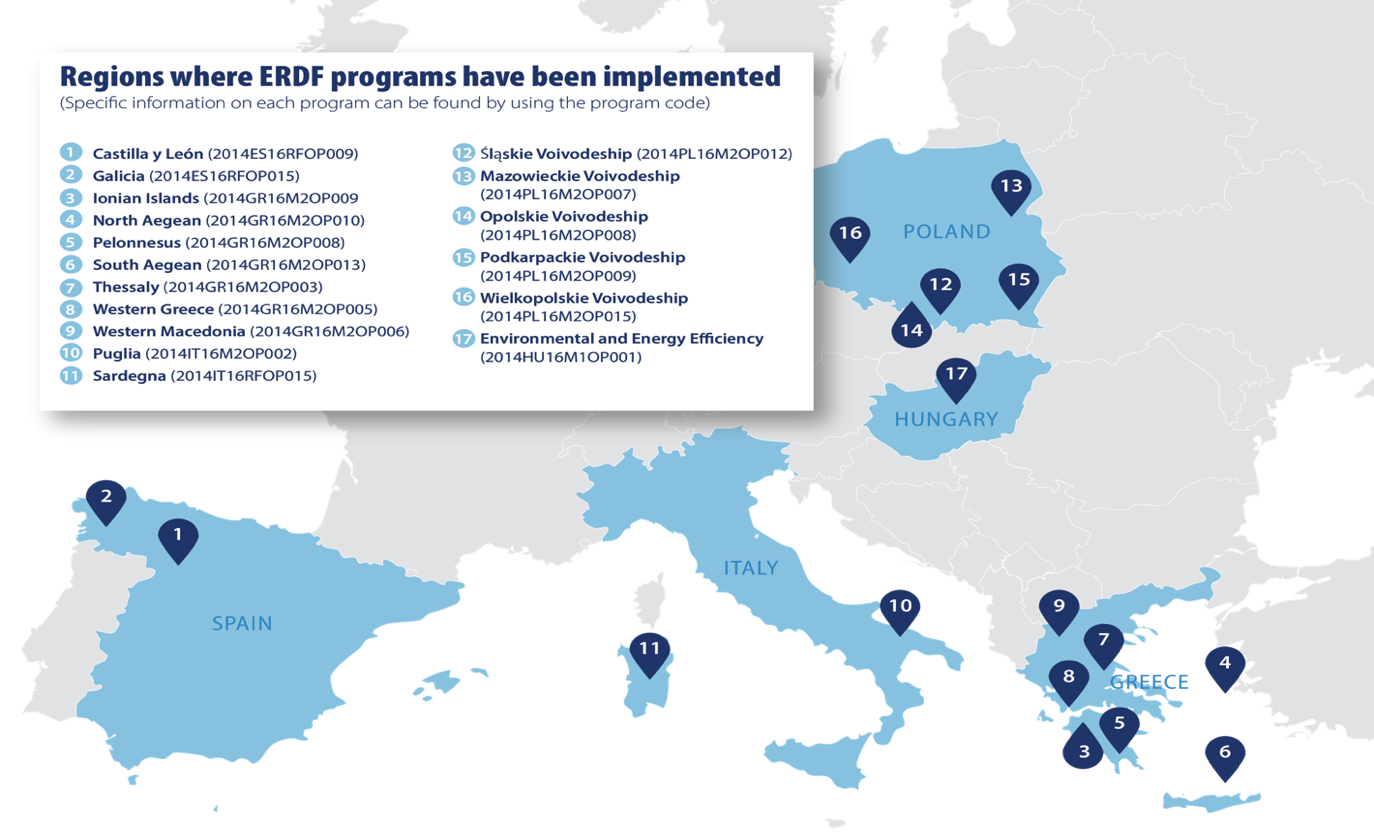 Regions where ERDF programs have been implemented
(Specific information on each program can be found by using the program code)
1 Castilla y León (2014ES16RFOP009)
2 Galicia (2014ES16RFOP015)
3 Ionian Islands (2014GR16M2OP009
4 North Aegean (2014GR16M2OP010)
5 Pelonnesus (2014GR16M2OP008)
6 South Aegean (2014GR16M2OP013)
7 Thessaly (2014GR16M2OP003)
8 Western Greece (2014GR16M2OP005)
9 Western Macedonia (2014GR16M2OP006)
10 Puglia (2014IT16M2OP002)
11 Sardegna (2014IT16RFOP015)
12 Śląskie Voivodeship (2014PL16M2OP012)
13 Mazowieckie Voivodeship
(2014PL16M2OP007)
14 Opolskie Voivodeship
(2014PL16M2OP008)
15 Podkarpackie Voivodeship
(2014PL16M2OP009)
16 Wielkopolskie Voivodeship
(2014PL16M2OP015)
17 Environmental and Energy Efficiency
(2014HU16M1OP001)
13
16
POLAND
12
15
14
17
HUNGARY
2
1
ITALY
SPAIN
10
9
7
11
4
8
GREECE
5
3
6